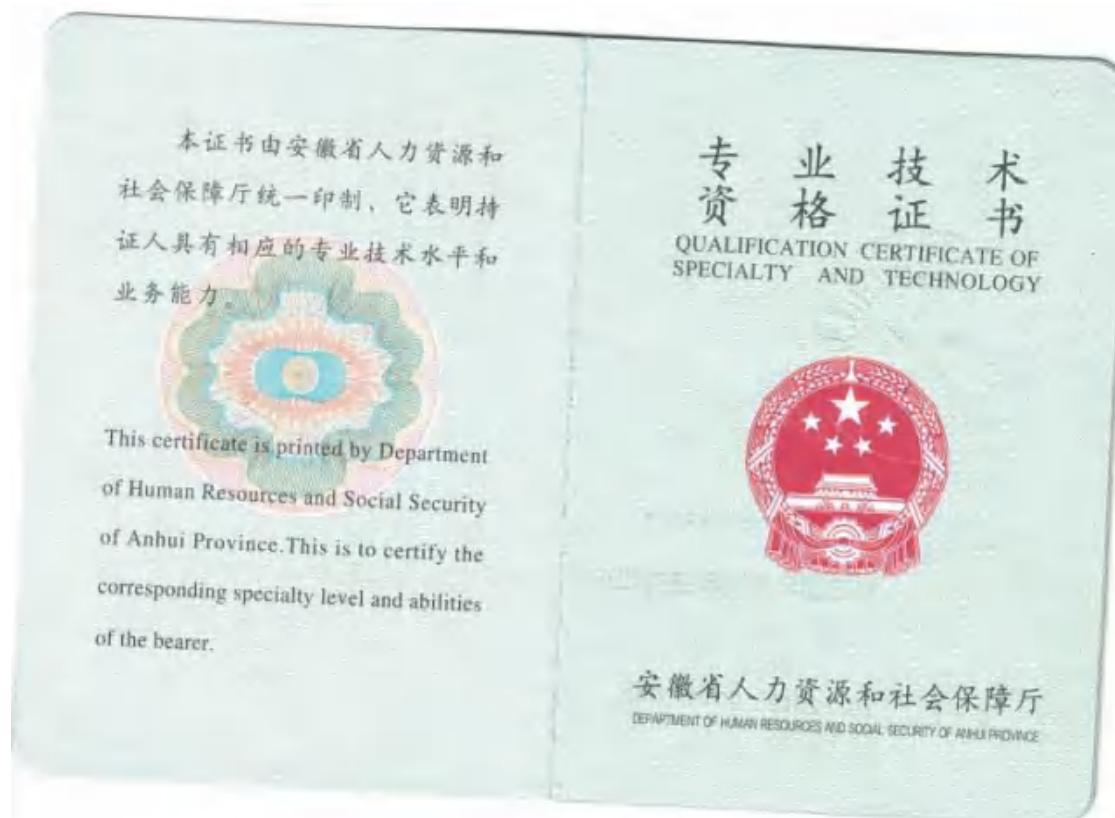 本证书由安徽省人力资源和
社会保障厅统一印制、它表明持
证人具有相应的专业技术水平和
业务能力。
This certificate is printed by Department
of Human Resources and Social Security
of Anhui Province.This is to certify the
corresponding specialty level and abilities
of the bearer.
专业技术
资格证书
QUALIFICATION CERTIFICATE OF
SPECIALTY AND TECHNOLOGY
安徽省人力资源和社会保障厅
DEPARTMENT OF HUMAN RESOURCES AND SOCIAL SECURITY OF ANHUI PROVINCE